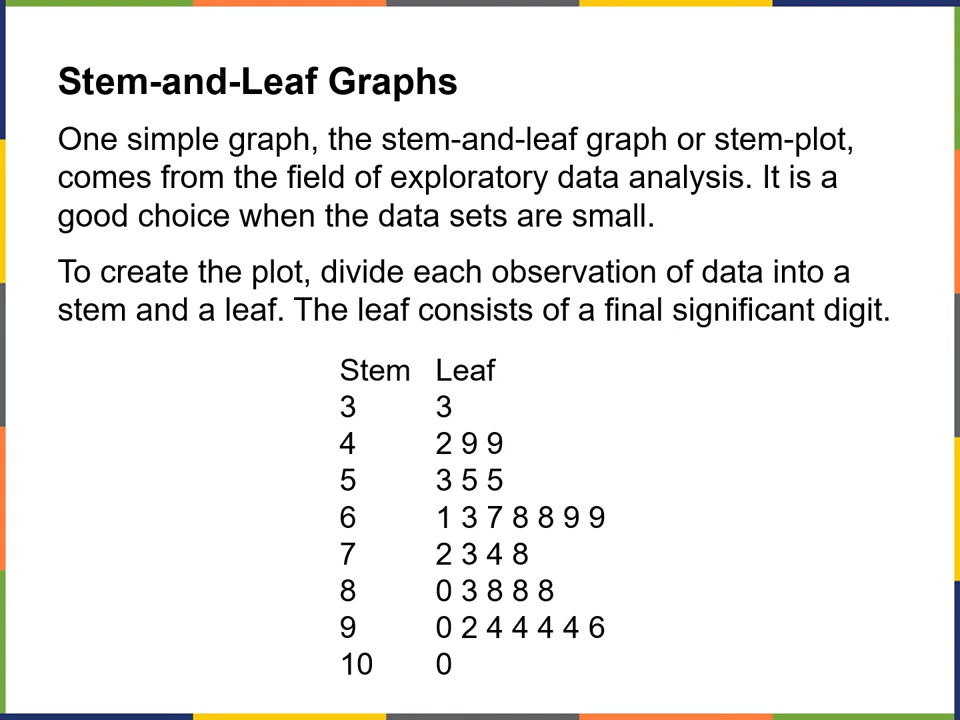 Stem-and-Leaf Graphs
One simple graph, the stem-and-leaf graph or stem-plot,
comes from the field of exploratory data analysis. It is a
good choice when the data sets are small.
To create the plot, divide each observation of data into a
stem and a leaf. The leaf consists of a final significant digit.
Stem Leaf
3 3
4 2 9 9
5 3 5 5
6 1 3 7 8 8 9 9
7 2 3 4 8
8 0 3 8 8 8
9 0 2 4 4 4 4 6
10 0